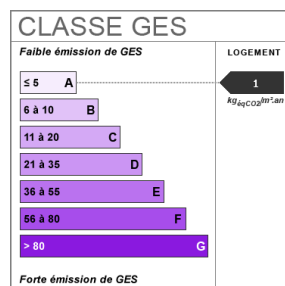 CLASSE GES
Faible émission de GES
LOGEMENT
≤ 5 A
1
kgéqCO2/m².an
6 à 10 B
11 à 20 C
21 à 35 D
36 à 55 E
56 à 80 F
> 80 G
Forte émission de GES